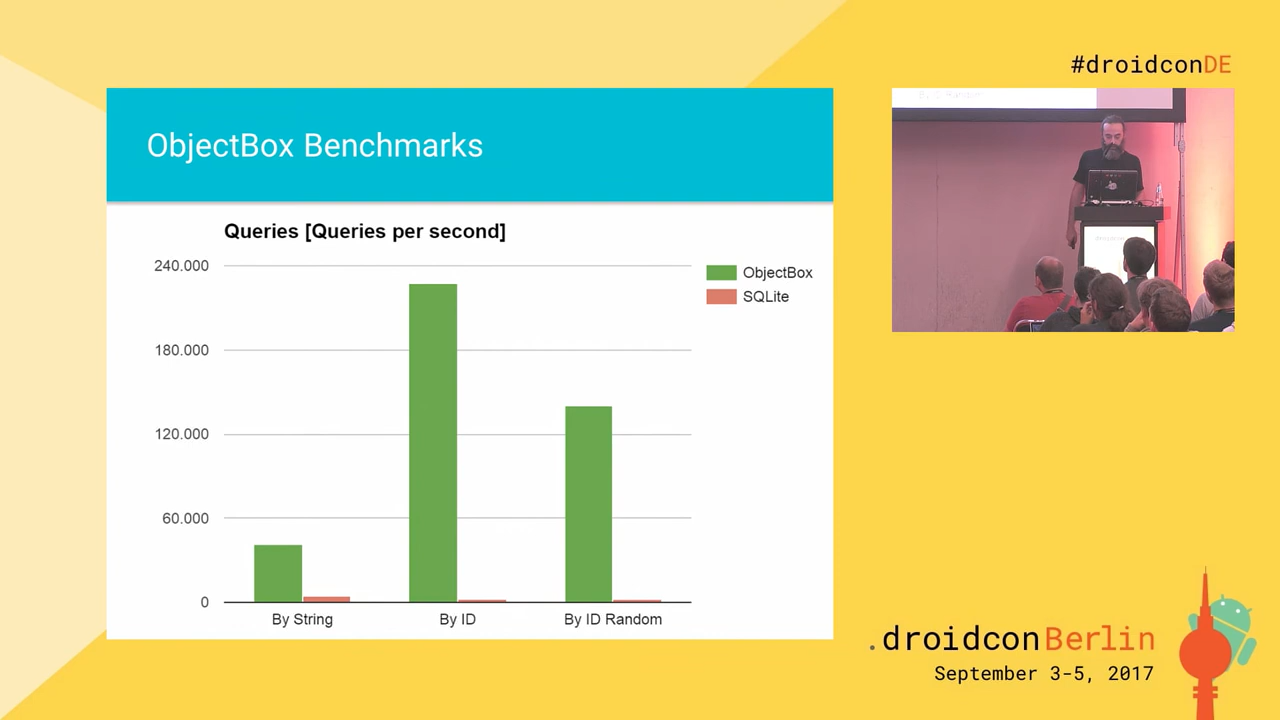 #droidconDE
ObjectBox Benchmarks
Queries [Queries per second]
240.000
180.000
120.000
60.000
0
ObjectBox
SQLite
By String
By ID
By ID Random
.droidconBerlin
September 3-5, 2017